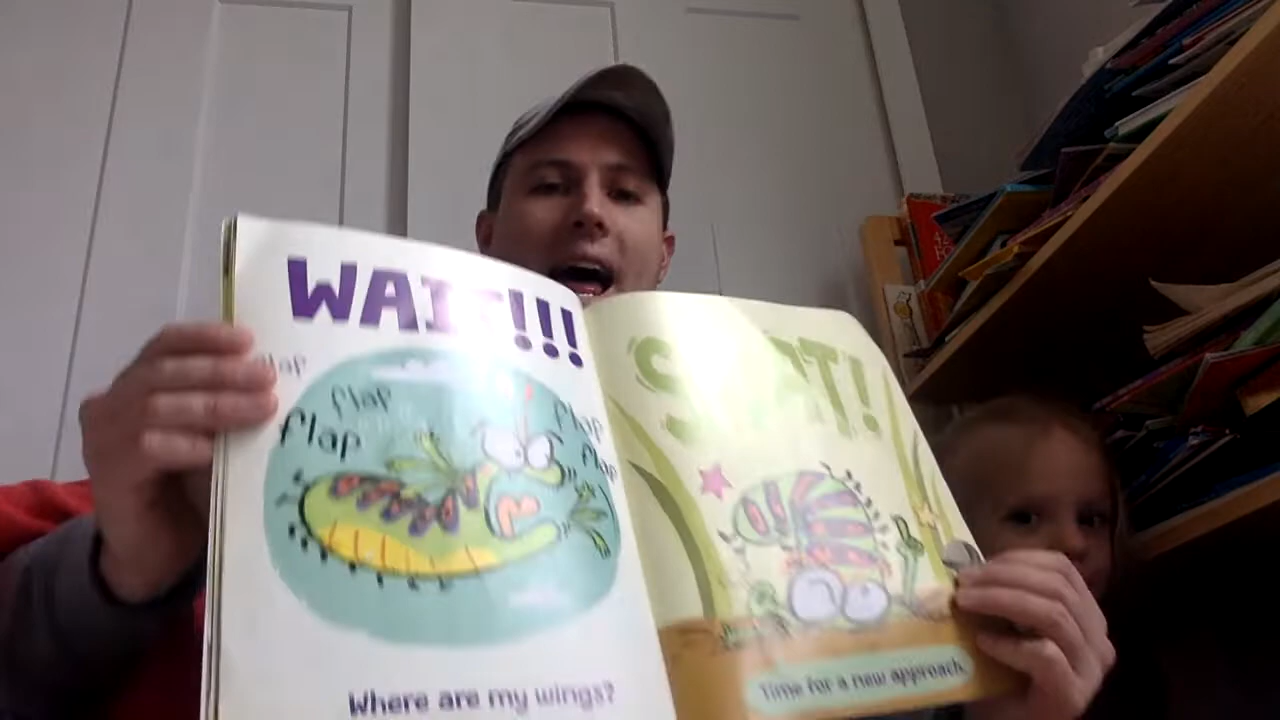 WAIT!!!
flap
flap
flap
flap
flap
Where are my wings?
SPLAT!
Time for a new approach.